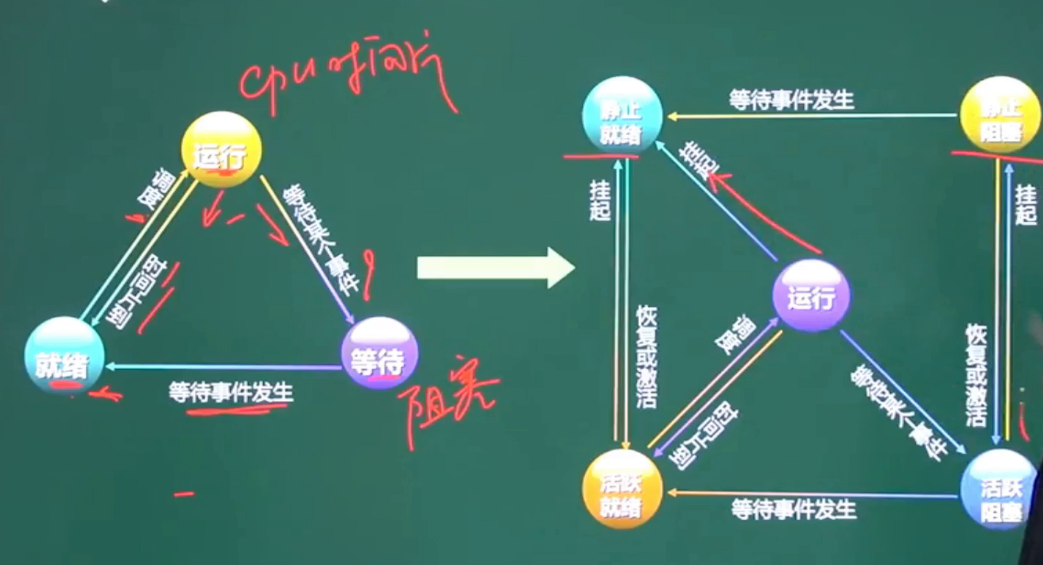 cpu时间片
运行
调度
时间片到
等待某个事件
就绪
等待
等待事件发生
阻塞
静止
就绪
等待事件发生
静止
阻塞
挂起
挂起
挂起
运行
恢复或激活
调度
时间片到
等待某个事件
恢复或激活
活跃
就绪
等待事件发生
活跃
阻塞